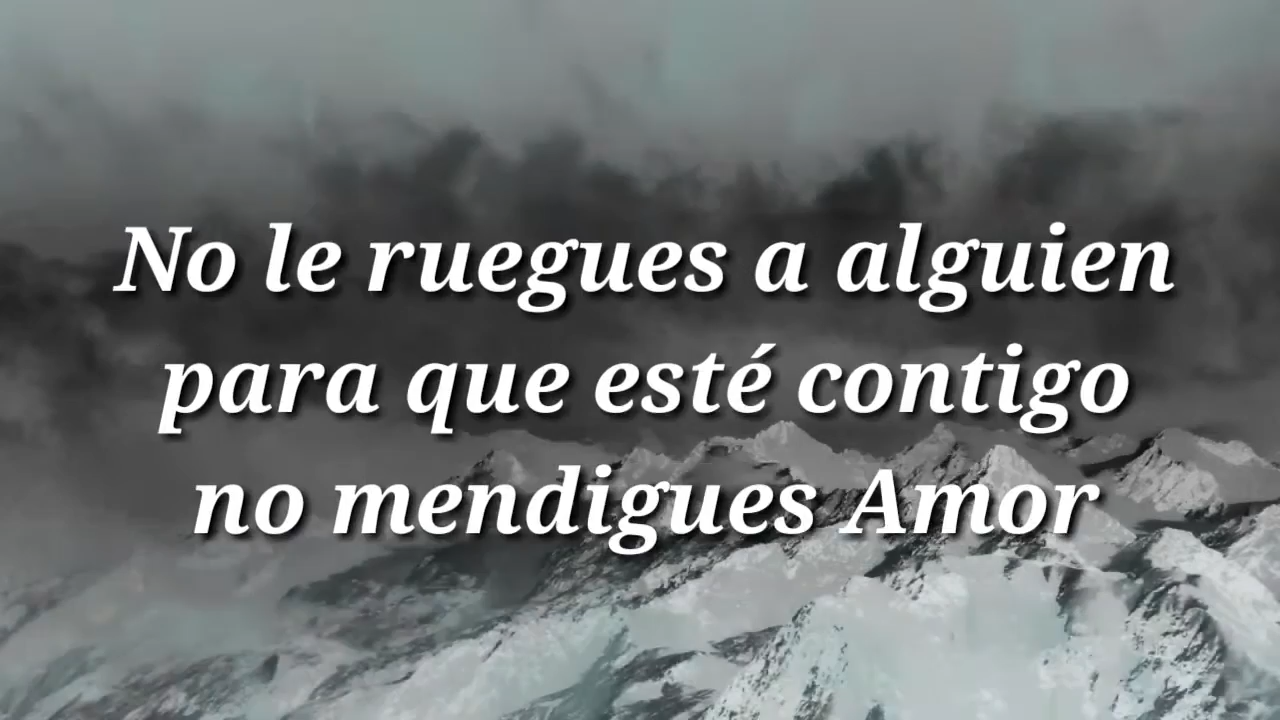 No le ruegues a alguien
para que esté contigo
no mendigues Amor